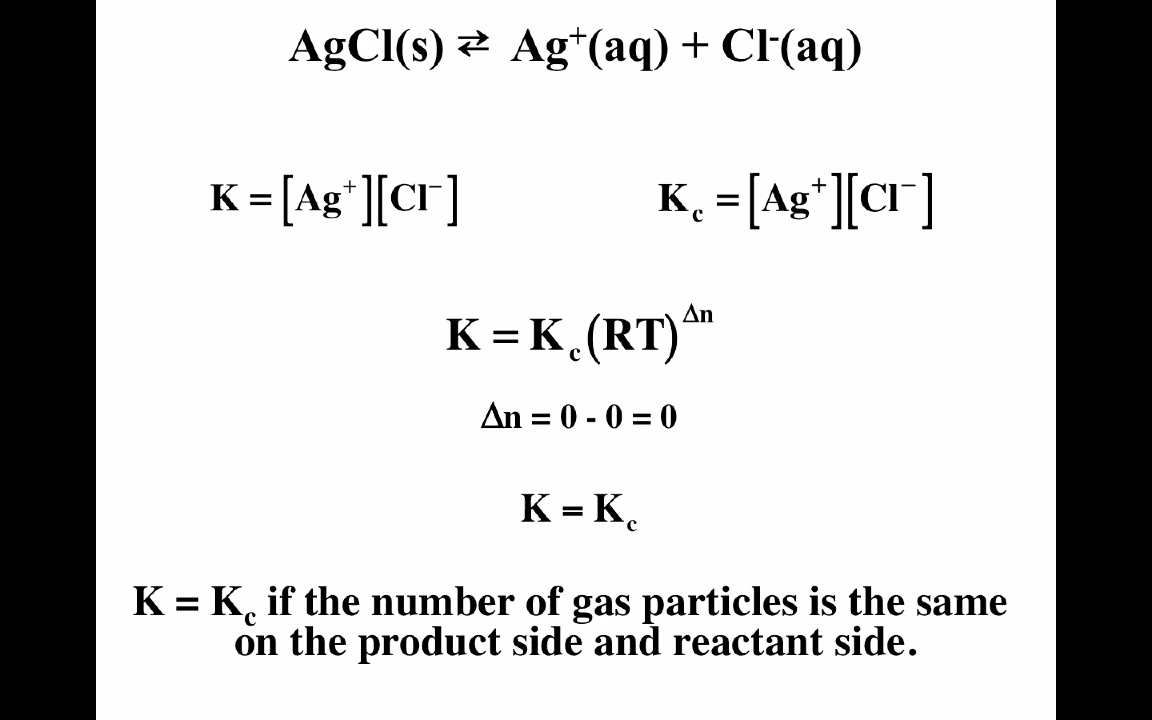 AgCl(s) ⇄ Ag⁺(aq) + Cl⁻(aq)
K = [Ag⁺][Cl⁻] K_c = [Ag⁺][Cl⁻]
K = K_c(RT)^Δn
Δn = 0 - 0 = 0
K = K_c
K = K_c if the number of gas particles is the same
on the product side and reactant side.